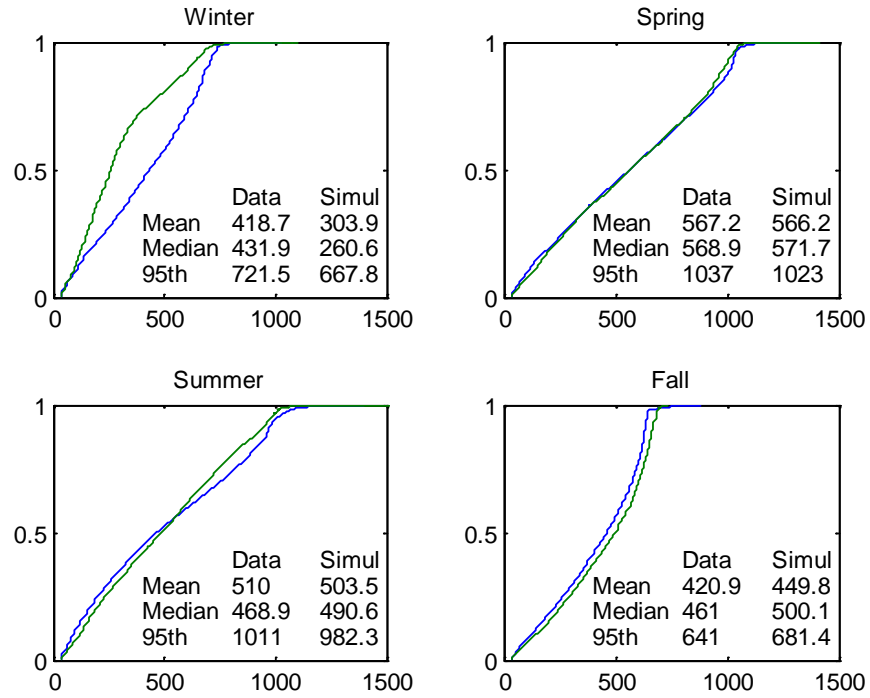 Winter
1
0.5
0
Data Simul
Mean 418.7 303.9
Median 431.9 260.6
95th 721.5 667.8
0 500 1000 1500
Spring
1
0.5
0
Data Simul
Mean 567.2 566.2
Median 568.9 571.7
95th 1037 1023
0 500 1000 1500
Summer
1
0.5
0
Data Simul
Mean 510 503.5
Median 468.9 490.6
95th 1011 982.3
0 500 1000 1500
Fall
1
0.5
0
Data Simul
Mean 420.9 449.8
Median 461 500.1
95th 641 681.4
0 500 1000 1500